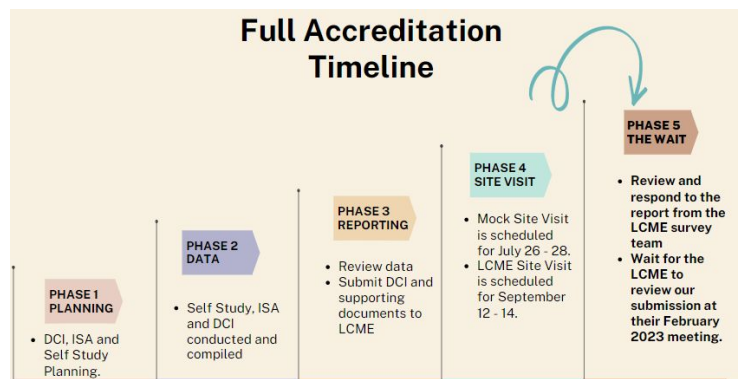 Full Accreditation
Timeline
PHASE 1
PLANNING
• DCI, ISA and
Self Study
Planning.
PHASE 2
DATA
• Self Study, ISA
and DCI
conducted and
compiled
PHASE 3
REPORTING
• Review data
• Submit DCI and
supporting
documents to
LCME
PHASE 4
SITE VISIT
• Mock Site Visit
is scheduled
for July 26 - 28.
• LCME Site Visit
is scheduled
for September
12 - 14.
PHASE 5
THE WAIT
• Review and
respond to the
report from the
LCME survey
team
• Wait for the
LCME to
review our
submission at
their February
2023 meeting.